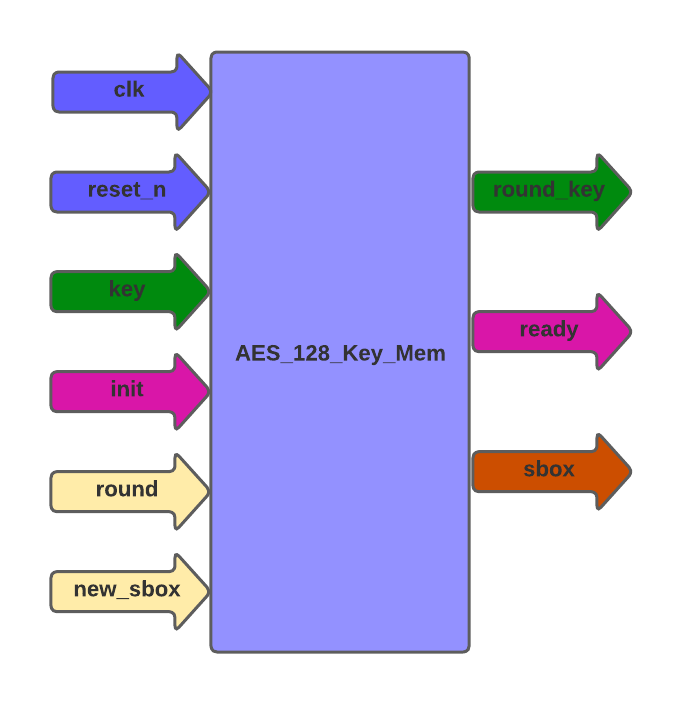 clk
reset_n
key
init
round
new_sbox
AES_128_Key_Mem
round_key
ready
sbox